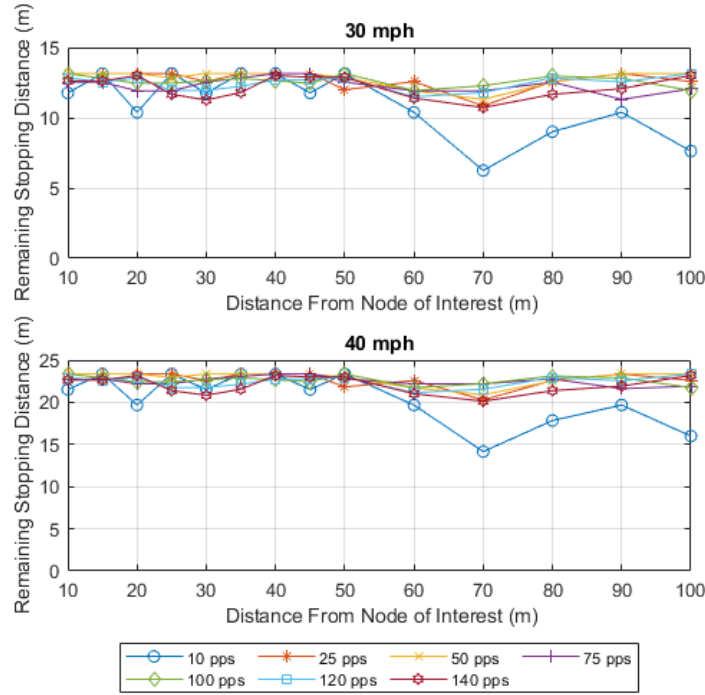 30 mph
Remaining Stopping Distance (m)
15
10
5
0
10 20 30 40 50 60 70 80 90 100
Distance From Node of Interest (m)
40 mph
Remaining Stopping Distance (m)
25
20
15
10
5
0
10 20 30 40 50 60 70 80 90 100
Distance From Node of Interest (m)
10 pps 25 pps 50 pps 75 pps
100 pps 120 pps 140 pps